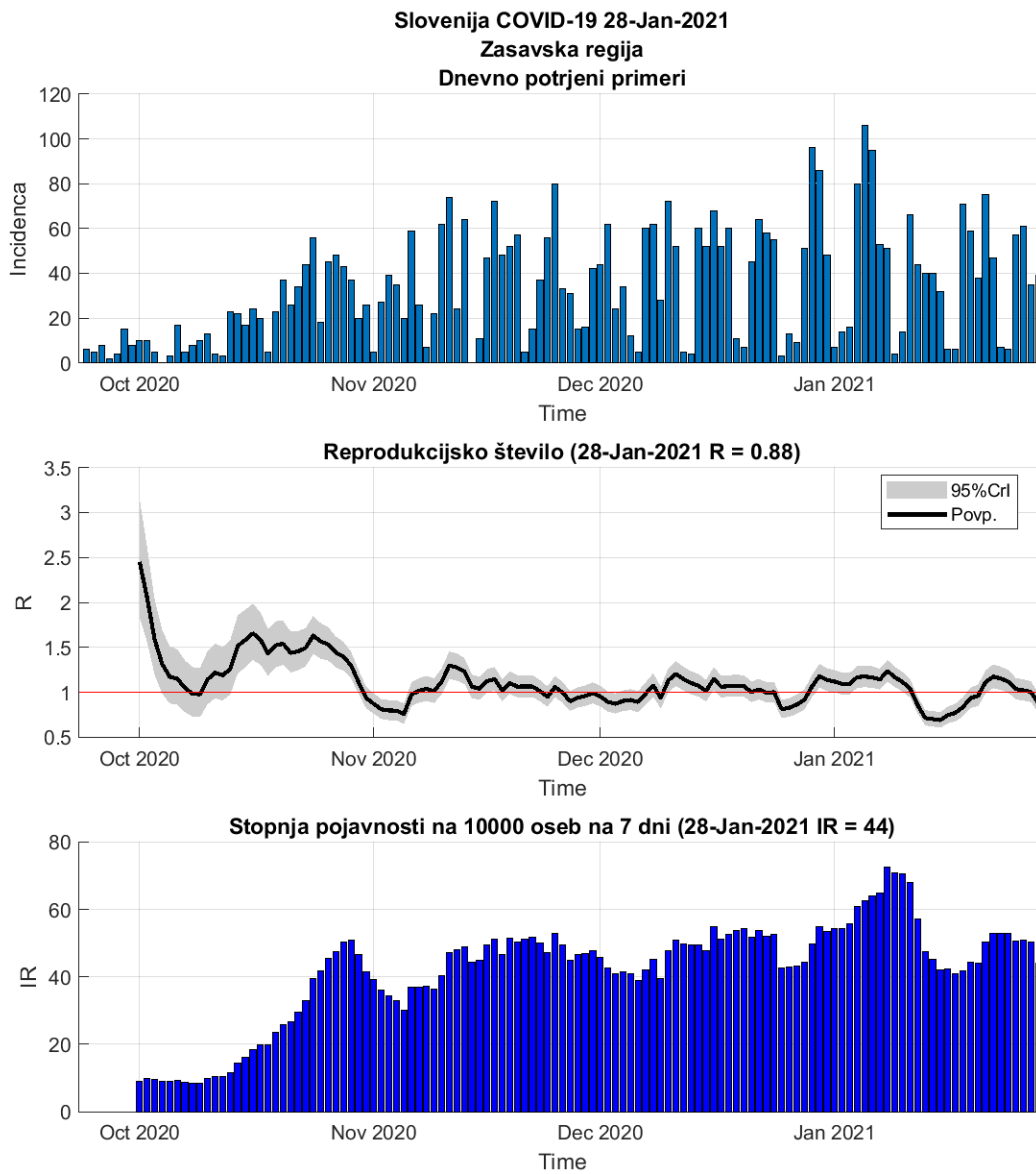 Slovenija COVID-19 28-Jan-2021
Zasavska regija
Dnevno potrjeni primeri
120
100
80
60
40
20
0
Incidenca
Oct 2020 Nov 2020 Dec 2020 Jan 2021
Time
Reprodukcijsko število (28-Jan-2021 R = 0.88)
3.5
3
2.5
2
1.5
1
0.5
R
95%CrI
Povp.
Oct 2020 Nov 2020 Dec 2020 Jan 2021
Time
Stopnja pojavnosti na 10000 oseb na 7 dni (28-Jan-2021 IR = 44)
80
60
40
20
0
IR
Oct 2020 Nov 2020 Dec 2020 Jan 2021
Time